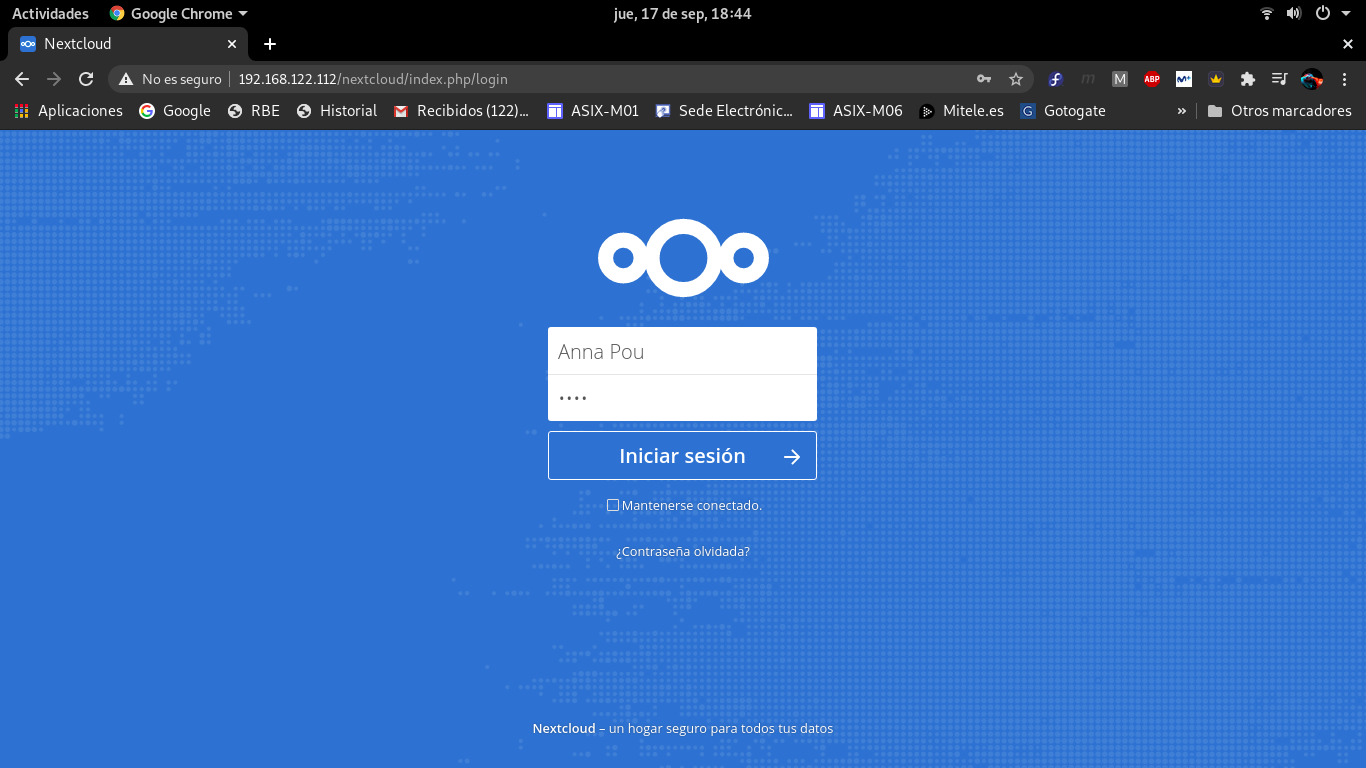 Actividades Google Chrome jue, 17 de sep, 18:44
Nextcloud
No es seguro 192.168.122.112/nextcloud/index.php/login m M ABP M+
Aplicaciones Google RBE Historial Recibidos (122)... ASIX-M01 Sede Electrónic... ASIX-M06 Mitele.es G Gotogate » Otros marcadores
Anna Pou
••••
Iniciar sesión
Mantenerse conectado.
¿Contraseña olvidada?
Nextcloud – un hogar seguro para todos tus datos